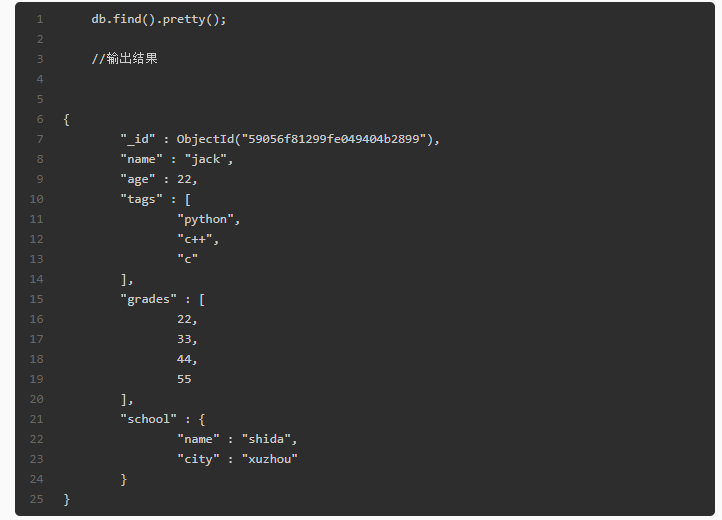 1 db.find().pretty();
2
3 //输出结果
4
5
6 {
7 "_id" : ObjectId("59056f81299fe049404b2899"),
8 "name" : "jack",
9 "age" : 22,
10 "tags" : [
11 "python",
12 "c++",
13 "c"
14 ],
15 "grades" : [
16 22,
17 33,
18 44,
19 55
20 ],
21 "school" : {
22 "name" : "shida",
23 "city" : "xuzhou"
24 }
25 }